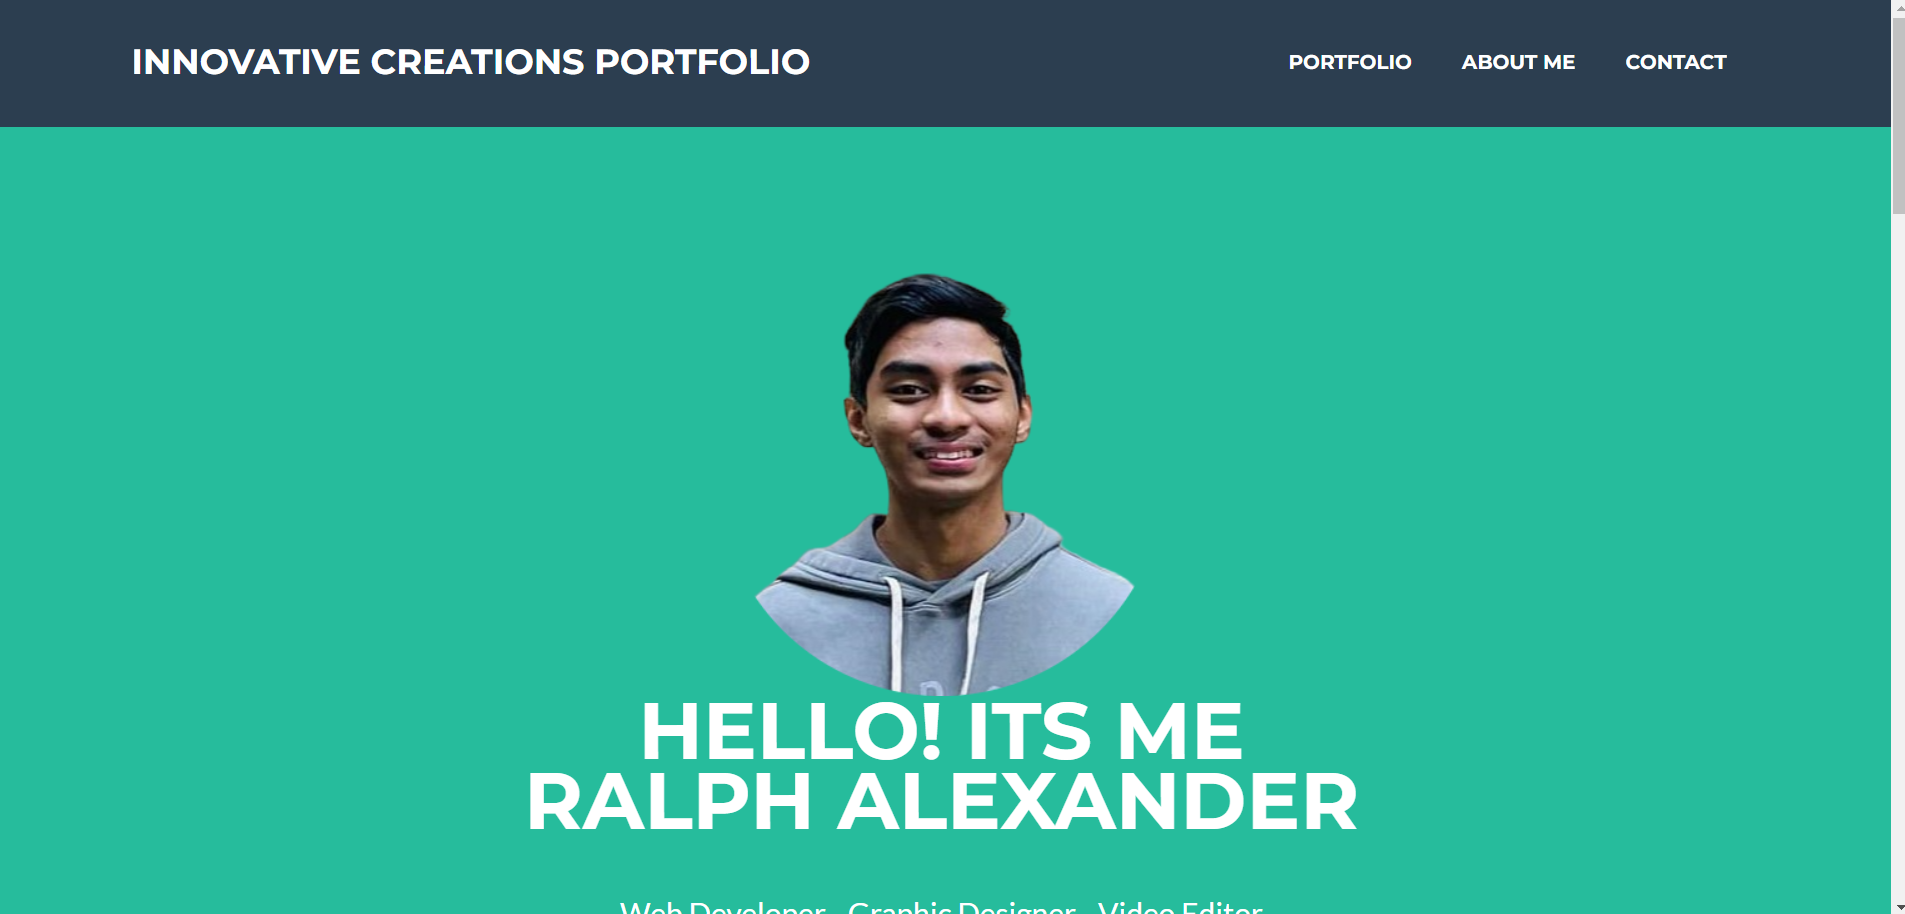 INNOVATIVE CREATIONS PORTFOLIO
PORTFOLIO ABOUT ME CONTACT
HELLO! ITS ME
RALPH ALEXANDER
Web Developer - Graphic Designer - Video Editor